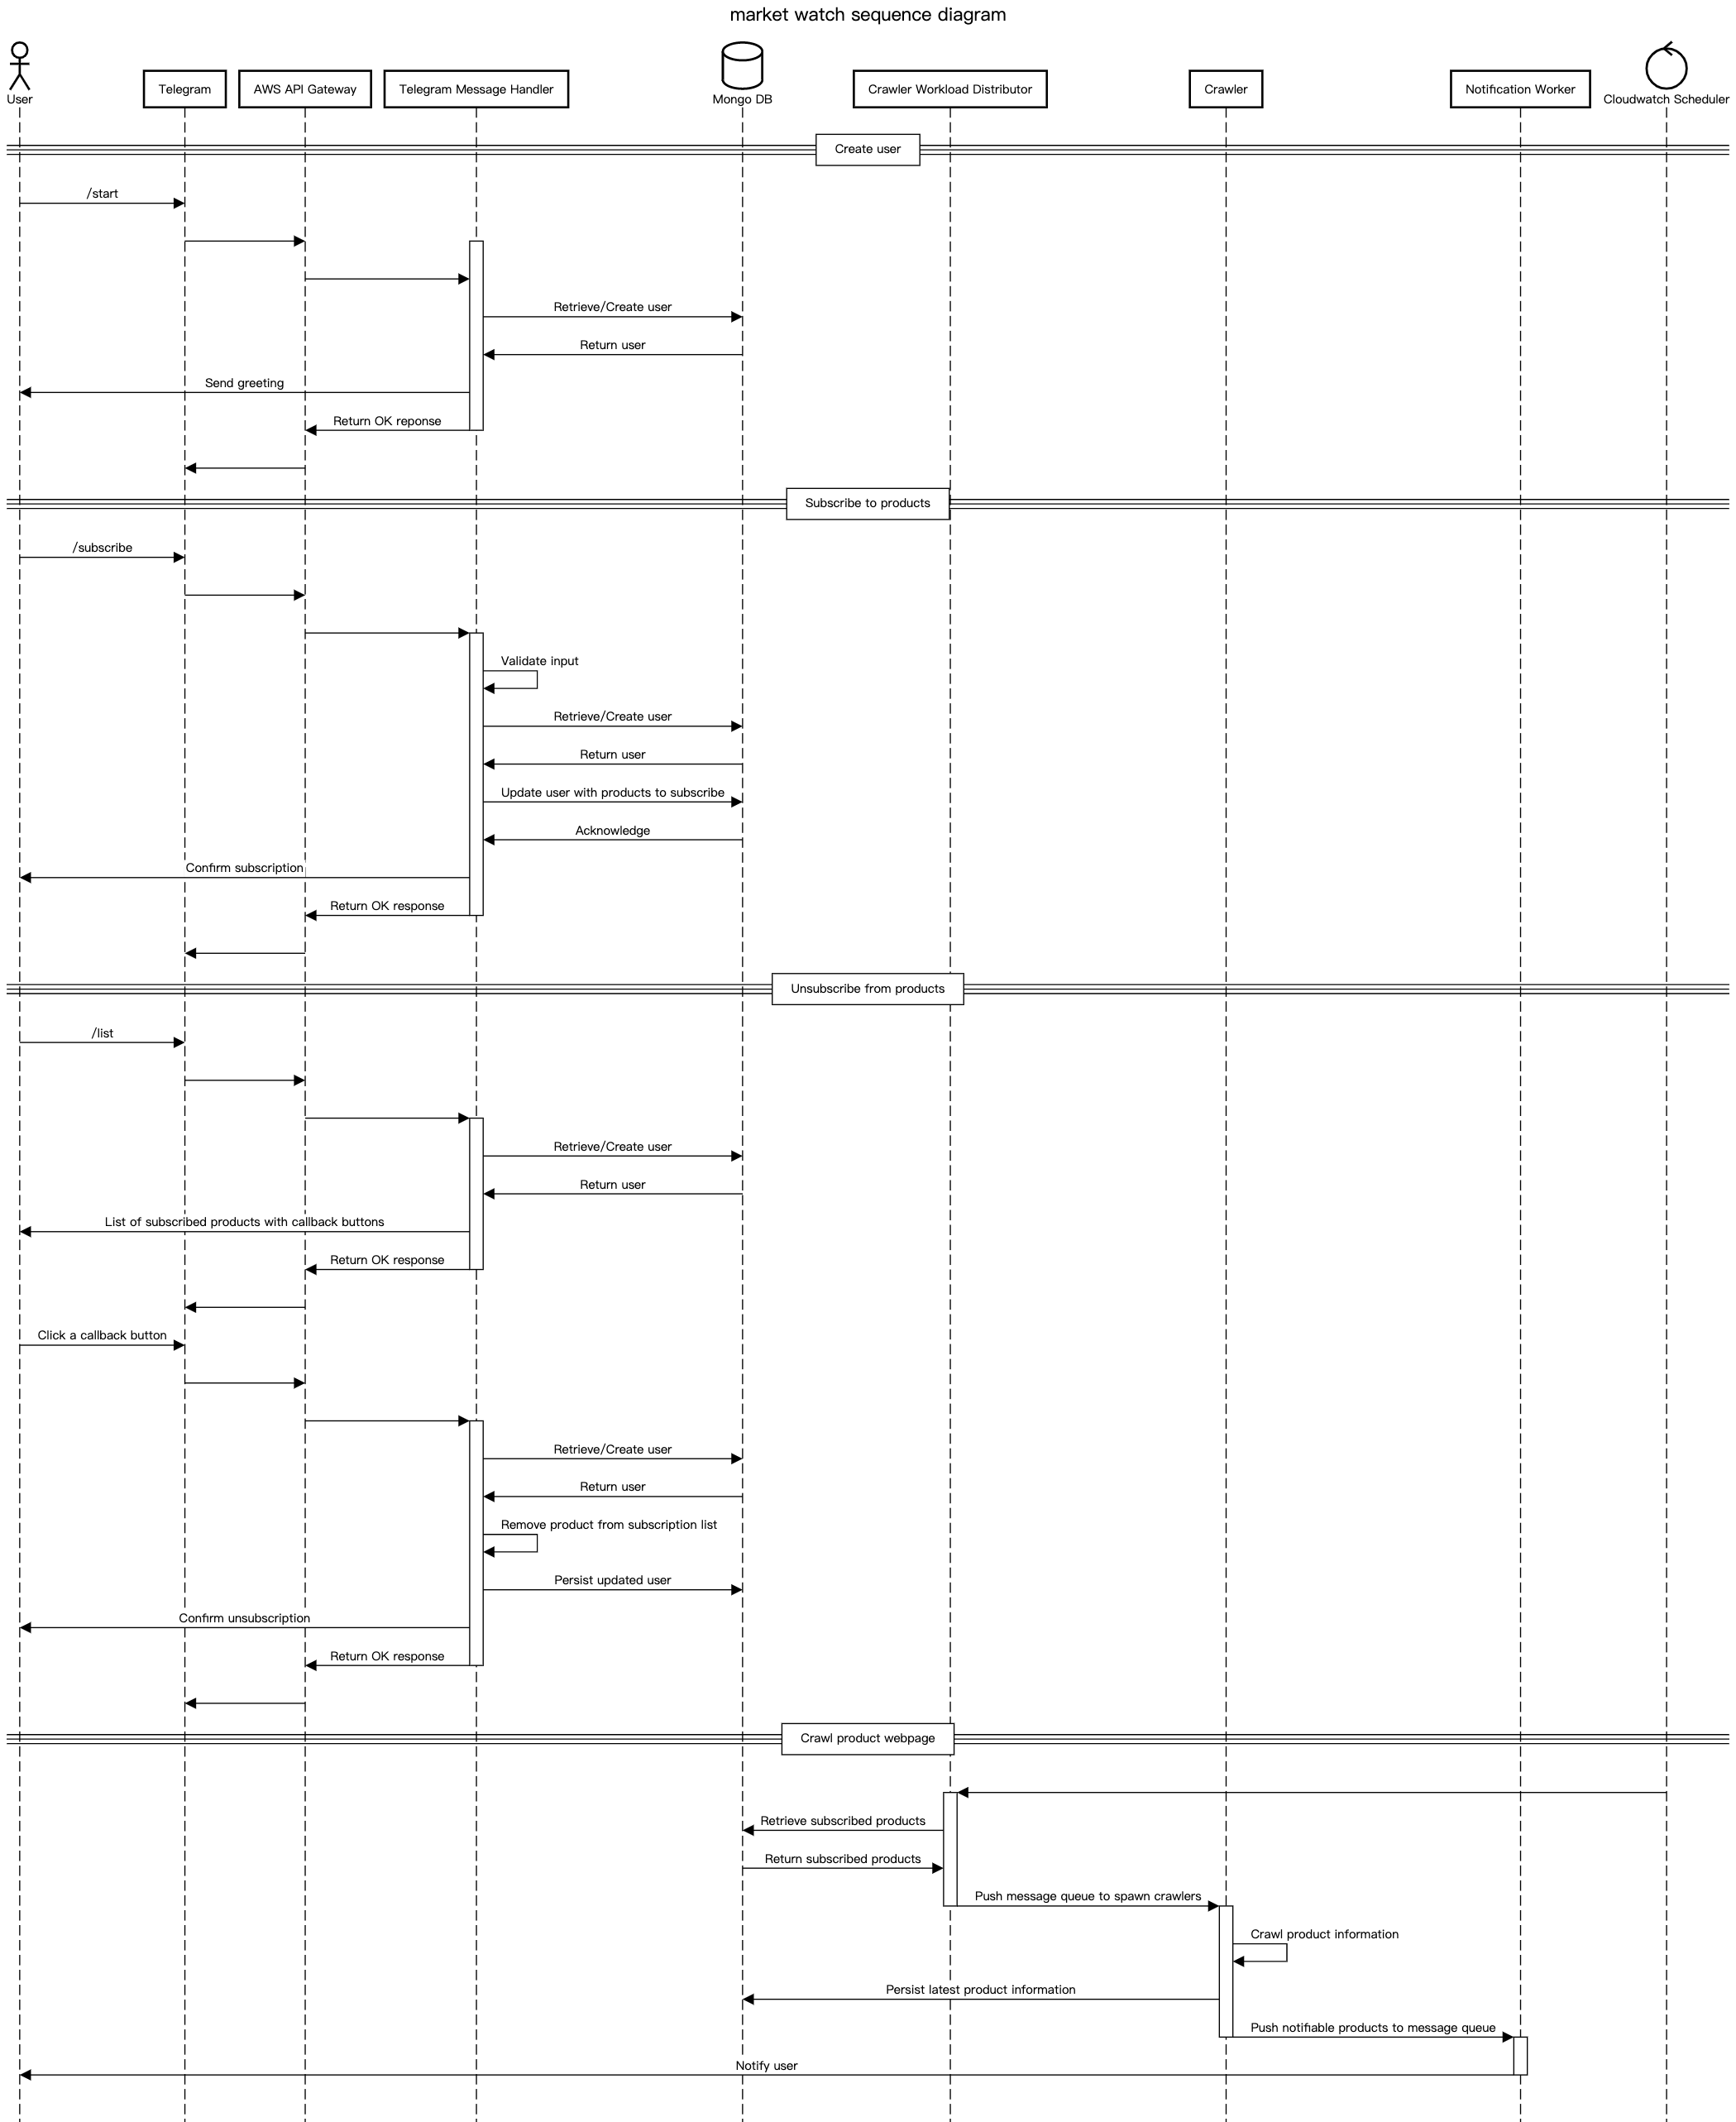 market watch sequence diagram
User
Telegram
AWS API Gateway
Telegram Message Handler
Mongo DB
Crawler Workload Distributor
Crawler
Notification Worker
Cloudwatch Scheduler
Create user
/start
Retrieve/Create user
Return user
Send greeting
Return OK reponse
Subscribe to products
/subscribe
Validate input
Retrieve/Create user
Return user
Update user with products to subscribe
Acknowledge
Confirm subscription
Return OK response
Unsubscribe from products
/list
Retrieve/Create user
Return user
List of subscribed products with callback buttons
Return OK response
Click a callback button
Retrieve/Create user
Return user
Remove product from subscription list
Persist updated user
Confirm unsubscription
Return OK response
Crawl product webpage
Retrieve subscribed products
Return subscribed products
Push message queue to spawn crawlers
Crawl product information
Persist latest product information
Push notifiable products to message queue
Notify user